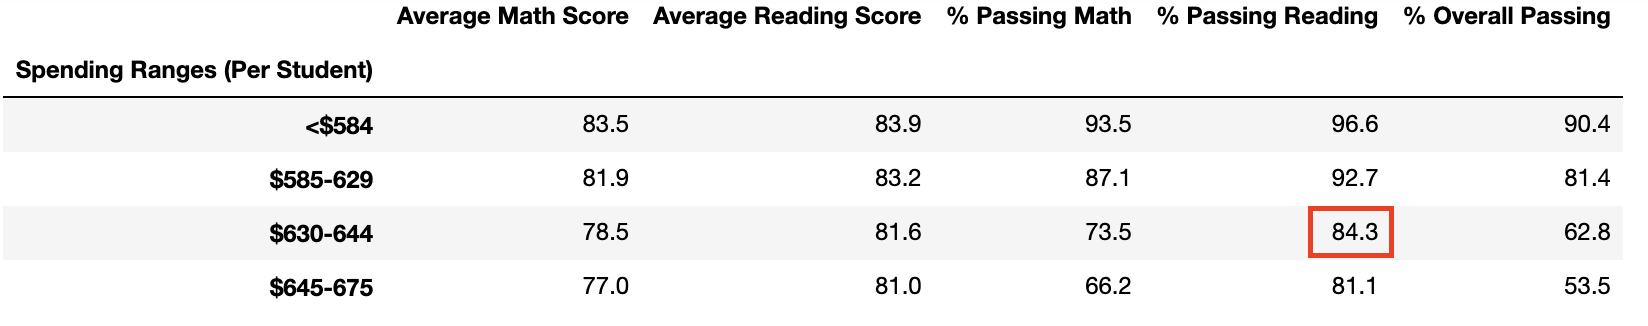 Average Math Score Average Reading Score % Passing Math % Passing Reading % Overall Passing
Spending Ranges (Per Student)
<$584 83.5 83.9 93.5 96.6 90.4
$585-629 81.9 83.2 87.1 92.7 81.4
$630-644 78.5 81.6 73.5 84.3 62.8
$645-675 77.0 81.0 66.2 81.1 53.5